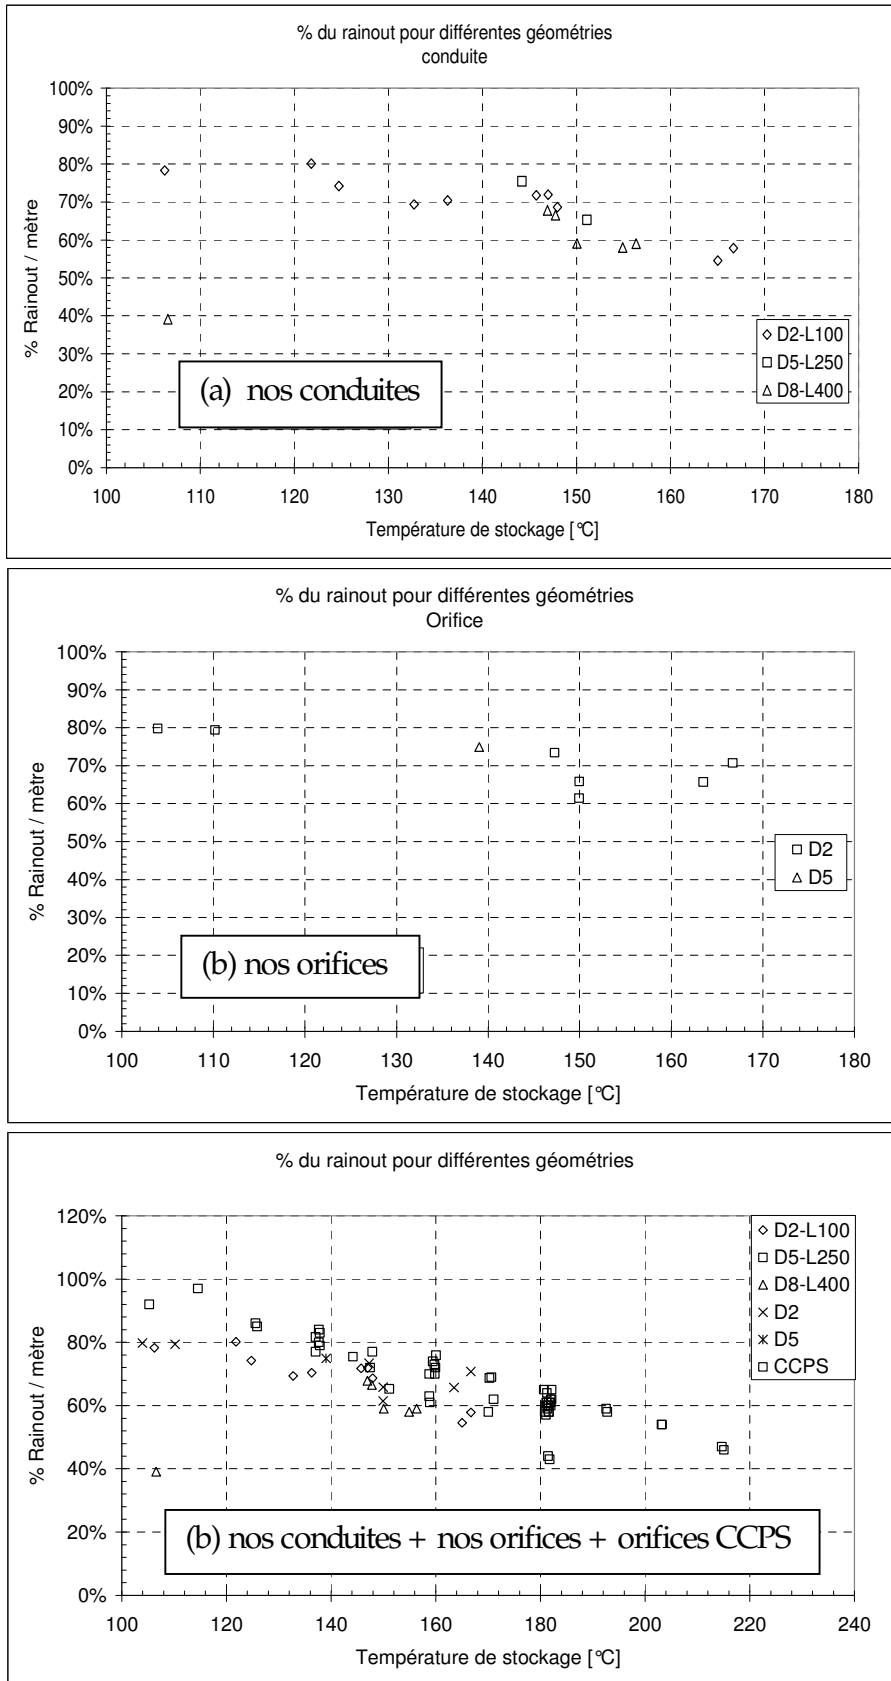 % du rainout pour différentes géométries
conduite
100%
90%
80%
70%
60%
50%
40%
30%
20%
10%
0%
% Rainout / mètre
D2-L100
D5-L250
D8-L400
(a) nos conduites
100 110 120 130 140 150 160 170 180
Température de stockage [°C]
% du rainout pour différentes géométries
Orifice
100%
90%
80%
70%
60%
50%
40%
30%
20%
10%
0%
% Rainout / mètre
D2
D5
(b) nos orifices
100 110 120 130 140 150 160 170 180
Température de stockage [°C]
% du rainout pour différentes géométries
120%
100%
80%
60%
40%
20%
0%
% Rainout / mètre
D2-L100
D5-L250
D8-L400
D2
D5
CCPS
(b) nos conduites + nos orifices + orifices CCPS
100 120 140 160 180 200 220 240
Température de stockage [°C]